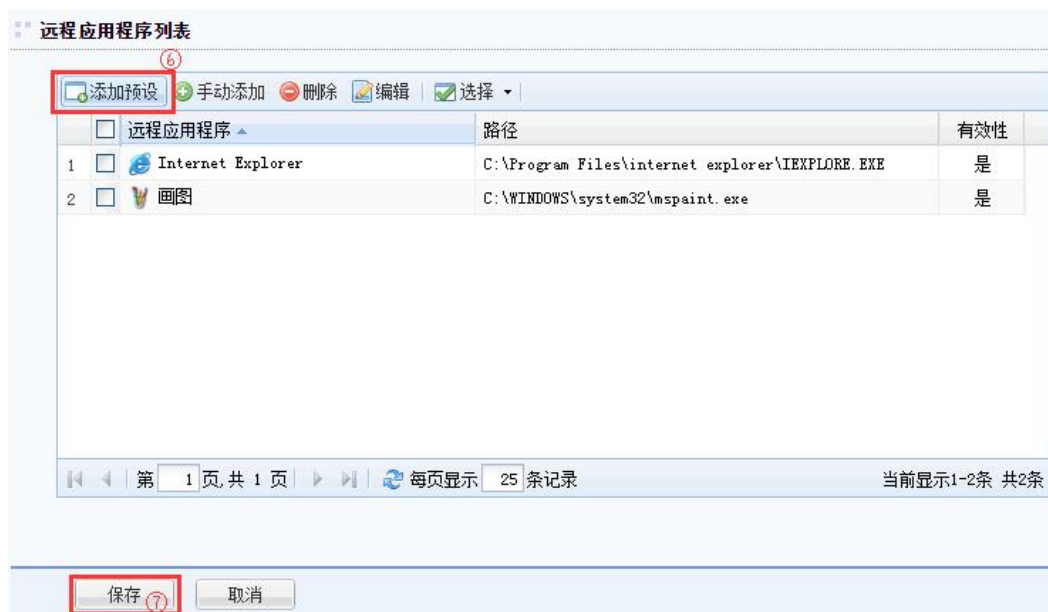 远程应用程序列表
⑥
添加预设 手动添加 删除 编辑 选择
远程应用程序 路径 有效性
1 Internet Explorer C:\Program Files\internet explorer\IEXPLORE.EXE 是
2 画图 C:\WINDOWS\system32\mspaint.exe 是
第 1 页,共 1 页 每页显示 25 条记录 当前显示1-2条 共2条
保存 ⑦ 取消